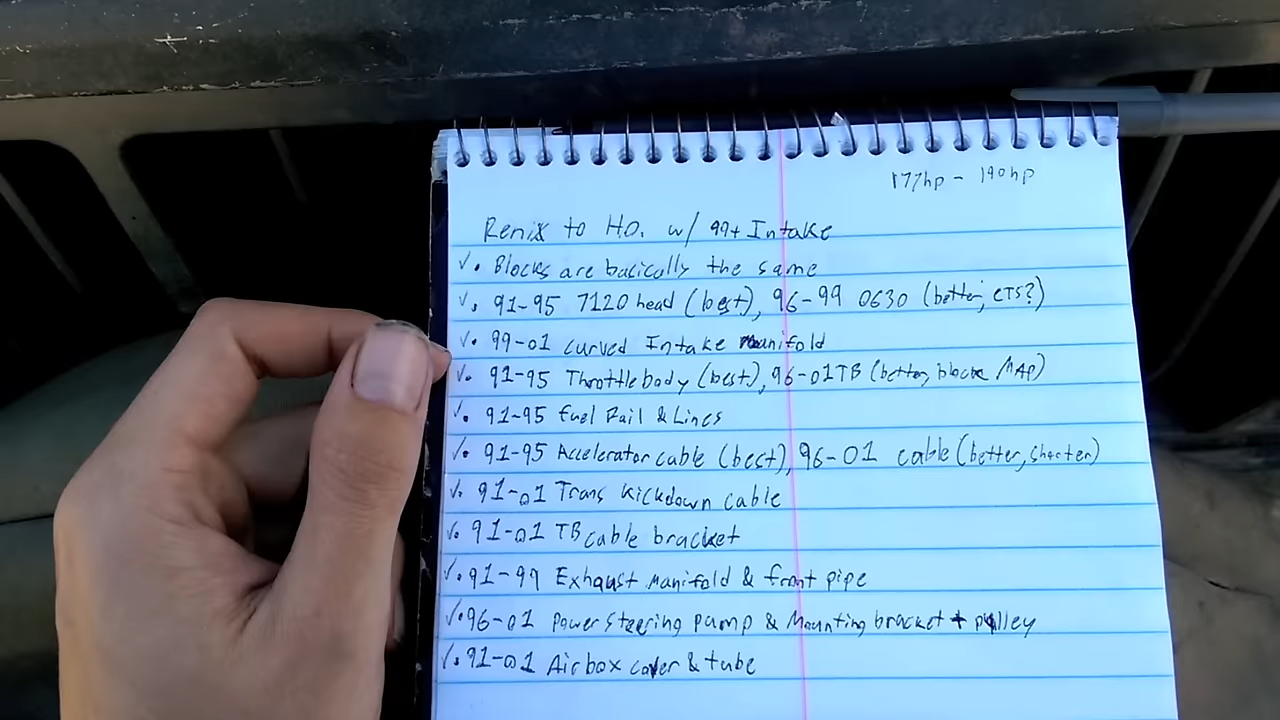 177hp - 190hp
Renix to H.O. w/ 99+ Intake
✓• Blocks are basically the same
✓• 91-95 7120 head (best), 96-99 0630 (better, CTS?)
✓• 99-01 curved Intake Manifold
✓• 91-95 Throttle body (best), 96-01 TB (better, blocks MAP)
✓• 91-95 Fuel Rail & Lines
✓• 91-95 Accelerator cable (best), 96-01 cable (better, shorter)
✓• 91-01 Trans kickdown cable
✓• 91-01 TB cable bracket
✓• 91-99 Exhaust Manifold & front pipe
✓• 96-01 Power Steering pump & Mounting bracket + pulley
✓• 91-01 Airbox cover & tube